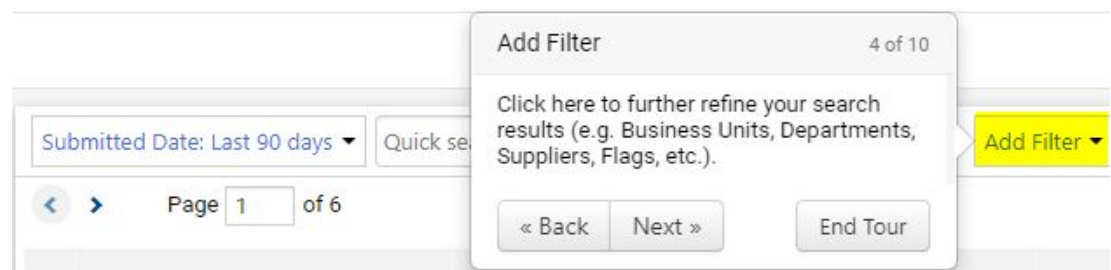 Add Filter 4 of 10
Click here to further refine your search
results (e.g. Business Units, Departments,
Suppliers, Flags, etc.).
« Back Next » End Tour
Submitted Date: Last 90 days Quick se
Add Filter
Page 1 of 6